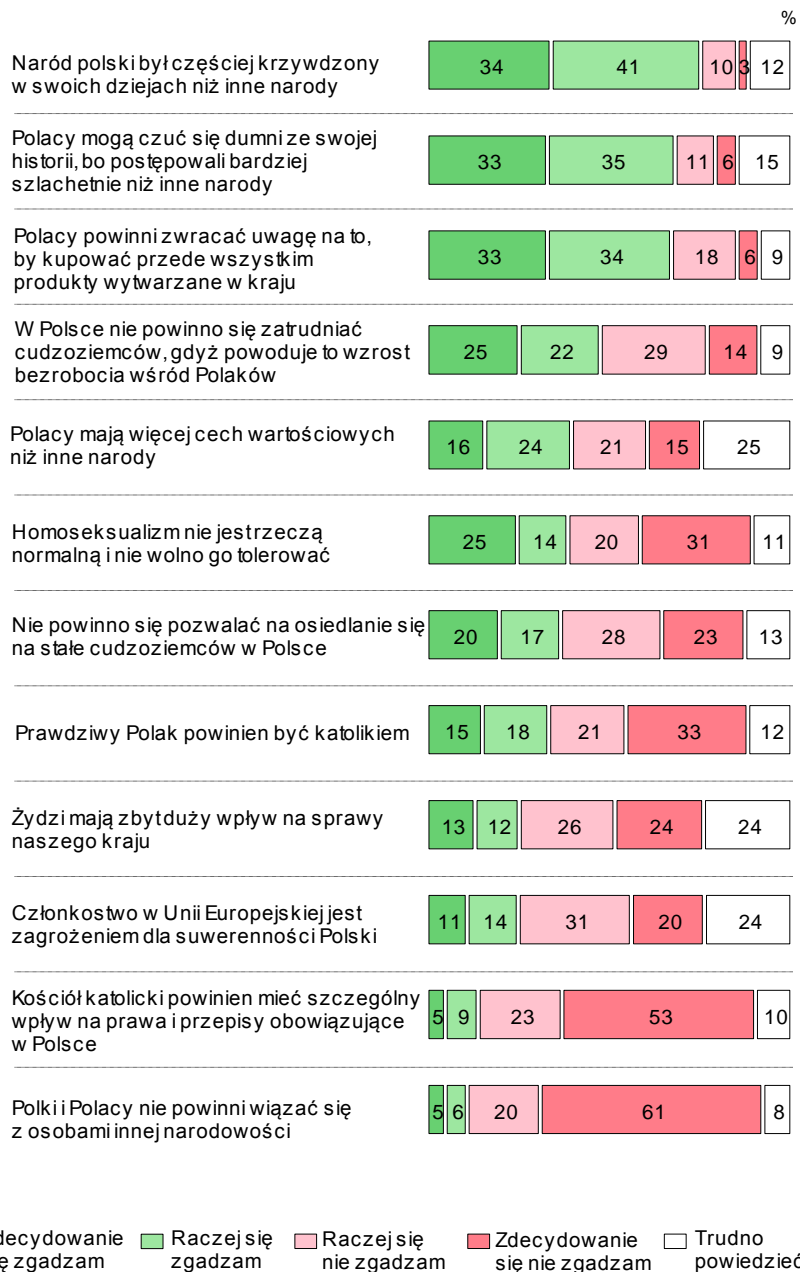 %
Naród polski był częściej krzywdzony
w swoich dziejach niż inne narody
34 41 10 3 12
Polacy mogą czuć się dumni ze swojej
historii, bo postępowali bardziej
szlachetnie niż inne narody
33 35 11 6 15
Polacy powinni zwracać uwagę na to,
by kupować przede wszystkim
produkty wytwarzane w kraju
33 34 18 6 9
W Polsce nie powinno się zatrudniać
cudzoziemców, gdyż powoduje to wzrost
bezrobocia wśród Polaków
25 22 29 14 9
Polacy mają więcej cech wartościowych
niż inne narody
16 24 21 15 25
Homoseksualizm nie jest rzeczą
normalną i nie wolno go tolerować
25 14 20 31 11
Nie powinno się pozwalać na osiedlanie się
na stałe cudzoziemców w Polsce
20 17 28 23 13
Prawdziwy Polak powinien być katolikiem
15 18 21 33 12
Żydzi mają zbyt duży wpływ na sprawy
naszego kraju
13 12 26 24 24
Członkostwo w Unii Europejskiej jest
zagrożeniem dla suwerenności Polski
11 14 31 20 24
Kościół katolicki powinien mieć szczególny
wpływ na prawa i przepisy obowiązujące
w Polsce
5 9 23 53 10
Polki i Polacy nie powinni wiązać się
z osobami innej narodowości
5 6 20 61 8
decydowanie
ę zgadzam
Raczej się
zgadzam
Raczej się
nie zgadzam
Zdecydowanie
się nie zgadzam
Trudno
powiedzieć